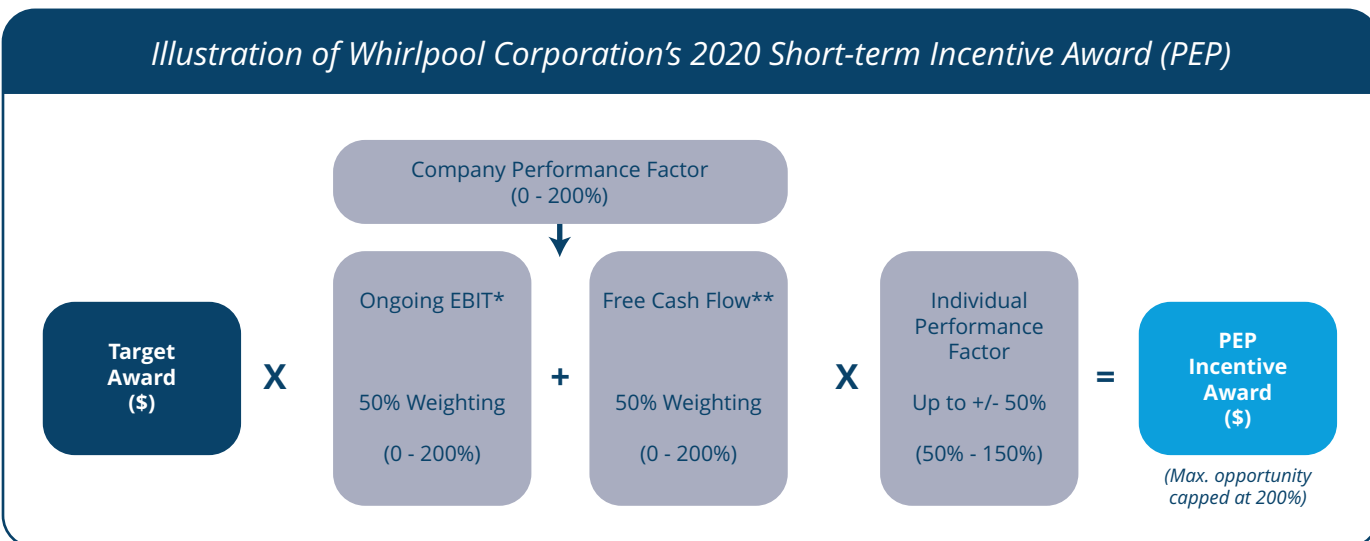 Illustration of Whirlpool Corporation's 2020 Short-term Incentive Award (PEP)
Company Performance Factor
(0 - 200%)
Target
Award
($)
X
Ongoing EBIT*
50% Weighting
(0 - 200%)
+
Free Cash Flow**
50% Weighting
(0 - 200%)
X
Individual
Performance
Factor
Up to +/- 50%
(50% - 150%)
=
PEP
Incentive
Award
($)
(Max. opportunity
capped at 200%)